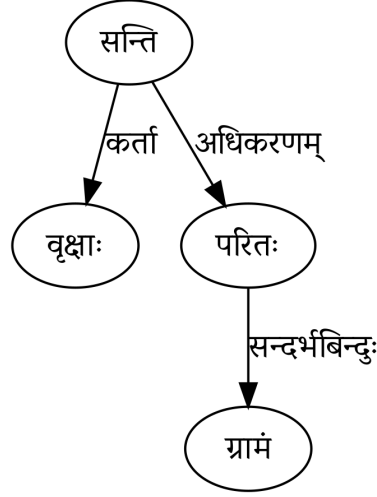 सन्ति
कर्ता अधिकरणम्
वृक्षाः परितः
सन्दर्भबिन्दुः
ग्रामं